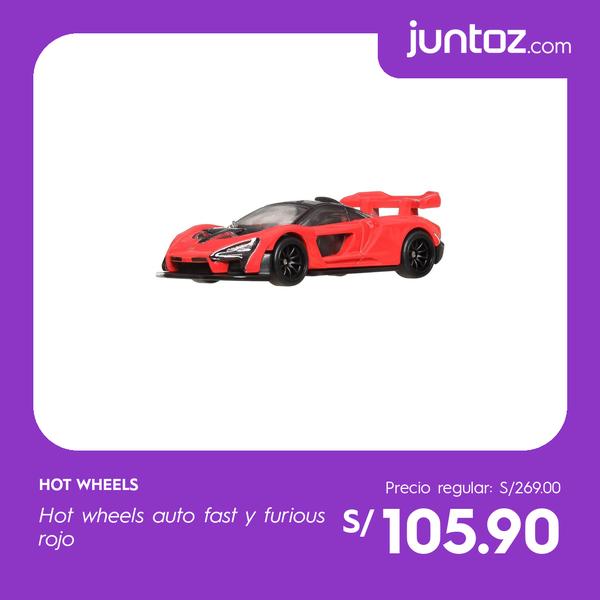 juntoz.com
HOT WHEELS
Hot wheels auto fast y furious
rojo
Precio regular: S/269.00
S/105.90